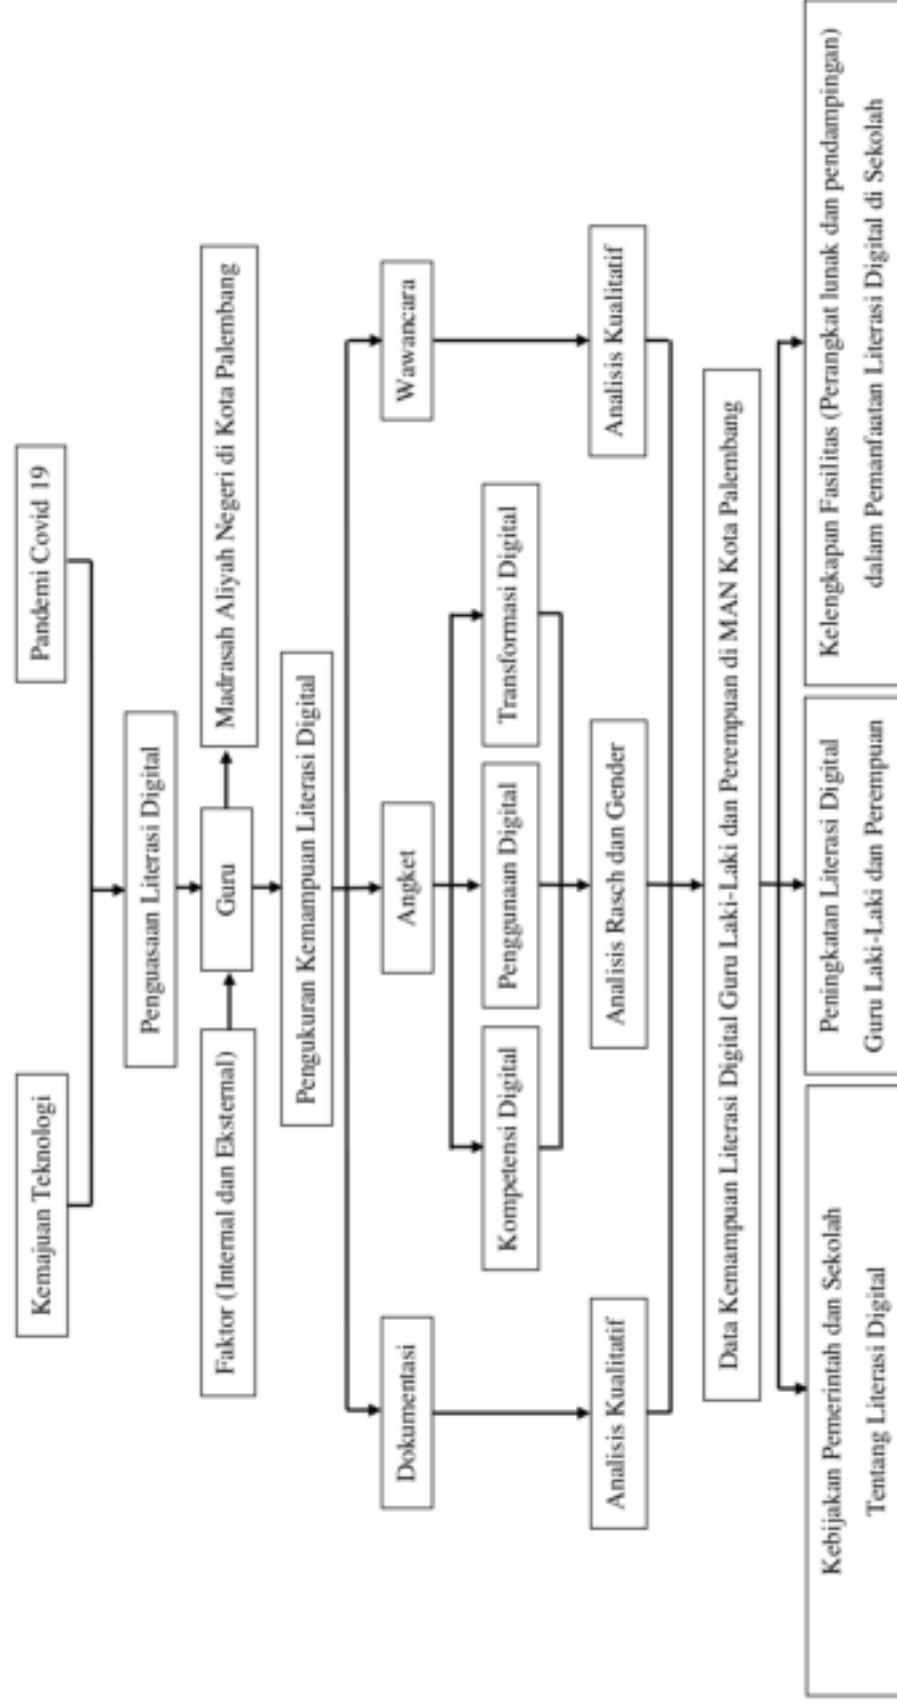 Kemajuan Teknologi
Pandemi Covid 19
Penguasaan Literasi Digital
Faktor (Internal dan Eksternal)
Guru
Madrasah Aliyah Negeri di Kota Palembang
Pengukuran Kemampuan Literasi Digital
Dokumentasi
Angket
Wawancara
Kompetensi Digital
Penggunaan Digital
Transformasi Digital
Analisis Kualitatif
Analisis Rasch dan Gender
Analisis Kualitatif
Data Kemampuan Literasi Digital Guru Laki-Laki dan Perempuan di MAN Kota Palembang
Kebijakan Pemerintah dan Sekolah
Tentang Literasi Digital
Peningkatan Literasi Digital
Guru Laki-Laki dan Perempuan
Kelengkapan Fasilitas (Perangkat lunak dan pendampingan)
dalam Pemanfaatan Literasi Digital di Sekolah